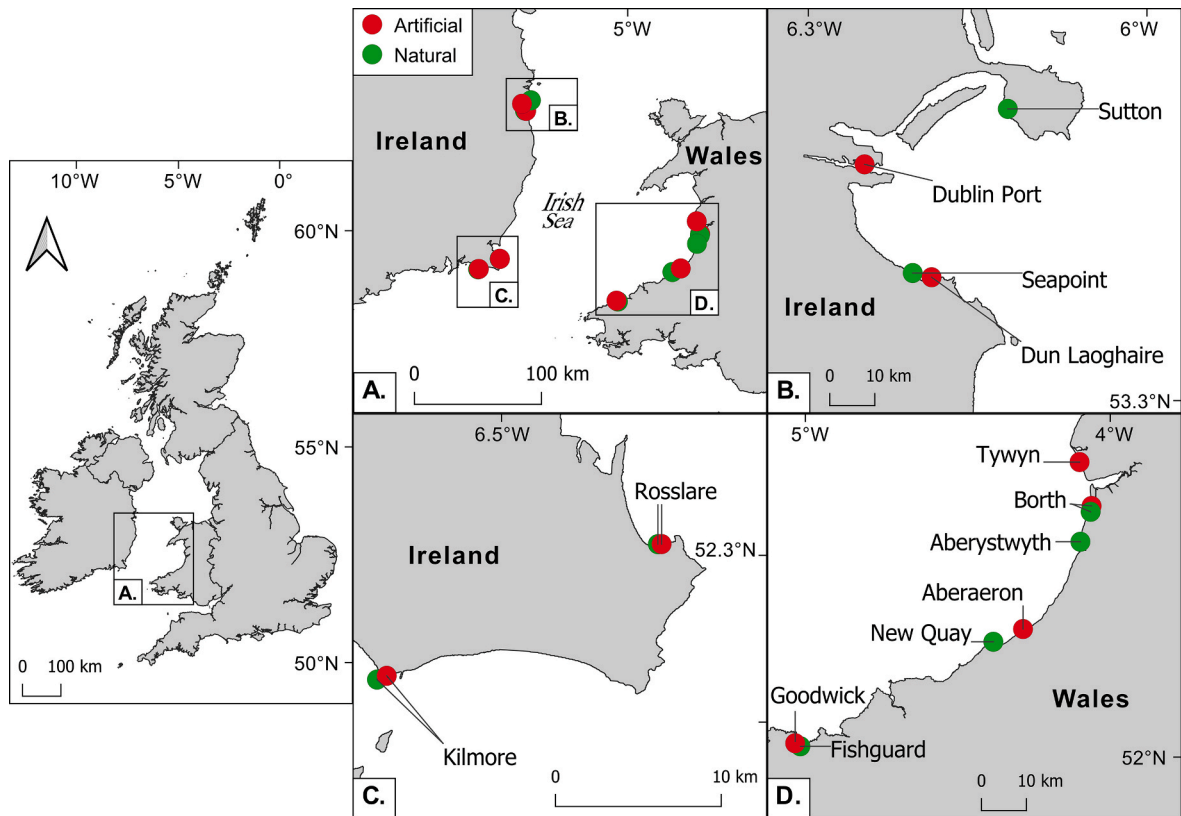 10°W
5°W
0°
60°N
55°N
50°N
A.
0
100 km
Artificial
Natural
5°W
Ireland
Wales
Irish
Sea
B.
C.
D.
A.
0
100 km
6.3°W
6°W
Sutton
Dublin Port
Seapoint
Ireland
Dun Laoghaire
0
10 km
B.
53.3°N
6.5°W
Rosslare
Ireland
52.3°N
Kilmore
0
10 km
C.
5°W
4°W
Tywyn
Borth
Aberystwyth
Aberaeron
New Quay
Wales
Goodwick
Fishguard
52°N
0
10 km
D.